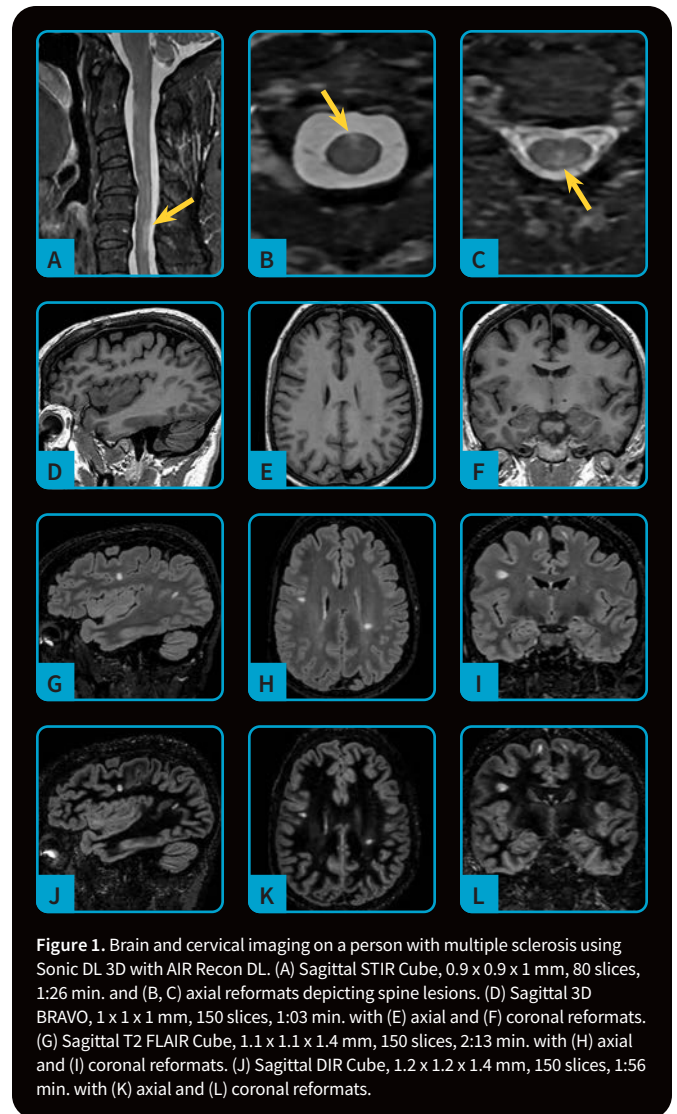 A
B
C
D
E
F
G
H
I
J
K
L
Figure 1. Brain and cervical imaging on a person with multiple sclerosis using
Sonic DL 3D with AIR Recon DL. (A) Sagittal STIR Cube, 0.9 x 0.9 x 1 mm, 80 slices,
1:26 min. and (B, C) axial reformats depicting spine lesions. (D) Sagittal 3D
BRAVO, 1 x 1 x 1 mm, 150 slices, 1:03 min. with (E) axial and (F) coronal reformats.
(G) Sagittal T2 FLAIR Cube, 1.1 x 1.1 x 1.4 mm, 150 slices, 2:13 min. with (H) axial
and (I) coronal reformats. (J) Sagittal DIR Cube, 1.2 x 1.2 x 1.4 mm, 150 slices, 1:56
min. with (K) axial and (L) coronal reformats.